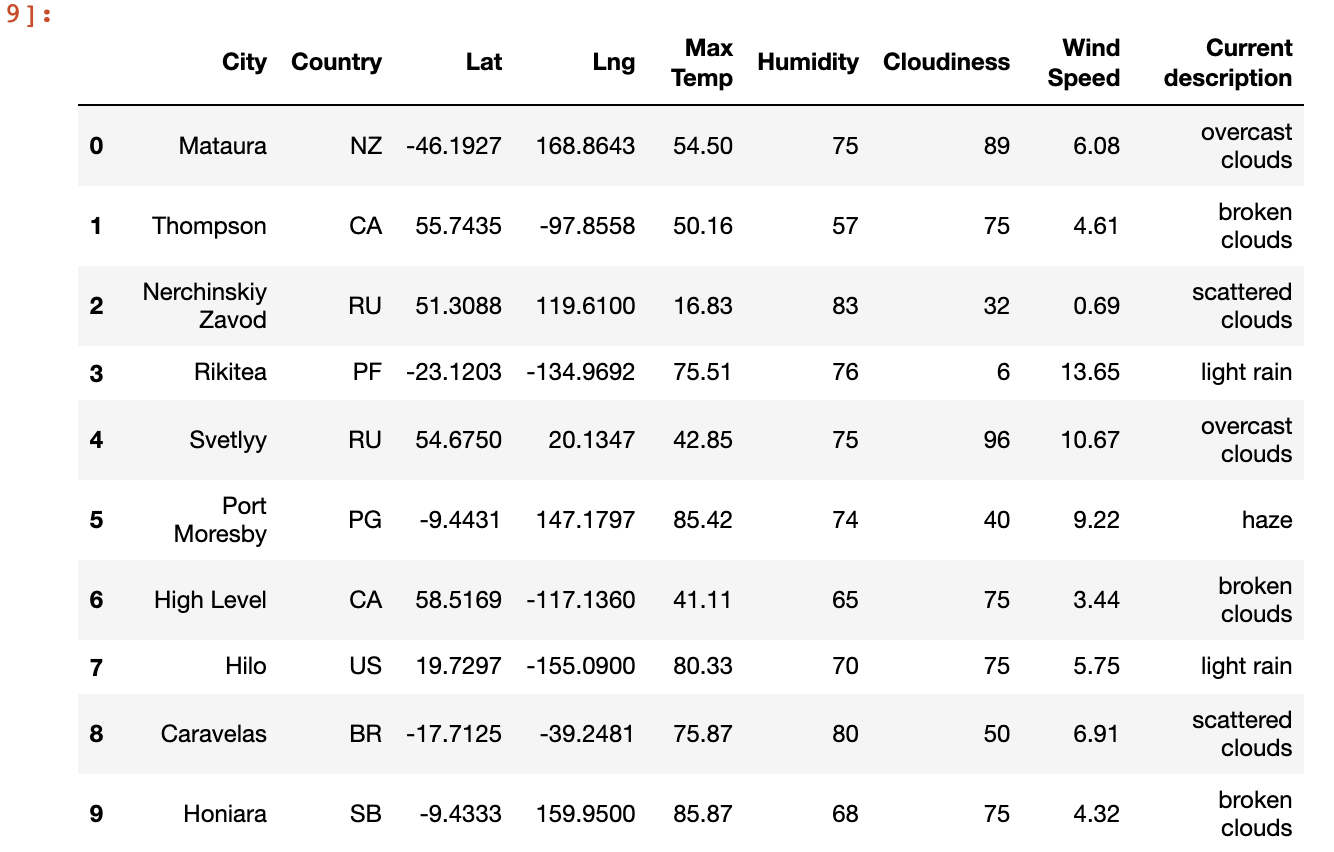 9]:
City Country Lat Lng Max Temp Humidity Cloudiness Wind Speed Current description
0 Mataura NZ -46.1927 168.8643 54.50 75 89 6.08 overcast clouds
1 Thompson CA 55.7435 -97.8558 50.16 57 75 4.61 broken clouds
2 Nerchinskiy Zavod RU 51.3088 119.6100 16.83 83 32 0.69 scattered clouds
3 Rikitea PF -23.1203 -134.9692 75.51 76 6 13.65 light rain
4 Svetlyy RU 54.6750 20.1347 42.85 75 96 10.67 overcast clouds
5 Port Moresby PG -9.4431 147.1797 85.42 74 40 9.22 haze
6 High Level CA 58.5169 -117.1360 41.11 65 75 3.44 broken clouds
7 Hilo US 19.7297 -155.0900 80.33 70 75 5.75 light rain
8 Caravelas BR -17.7125 -39.2481 75.87 80 50 6.91 scattered clouds
9 Honiara SB -9.4333 159.9500 85.87 68 75 4.32 broken clouds